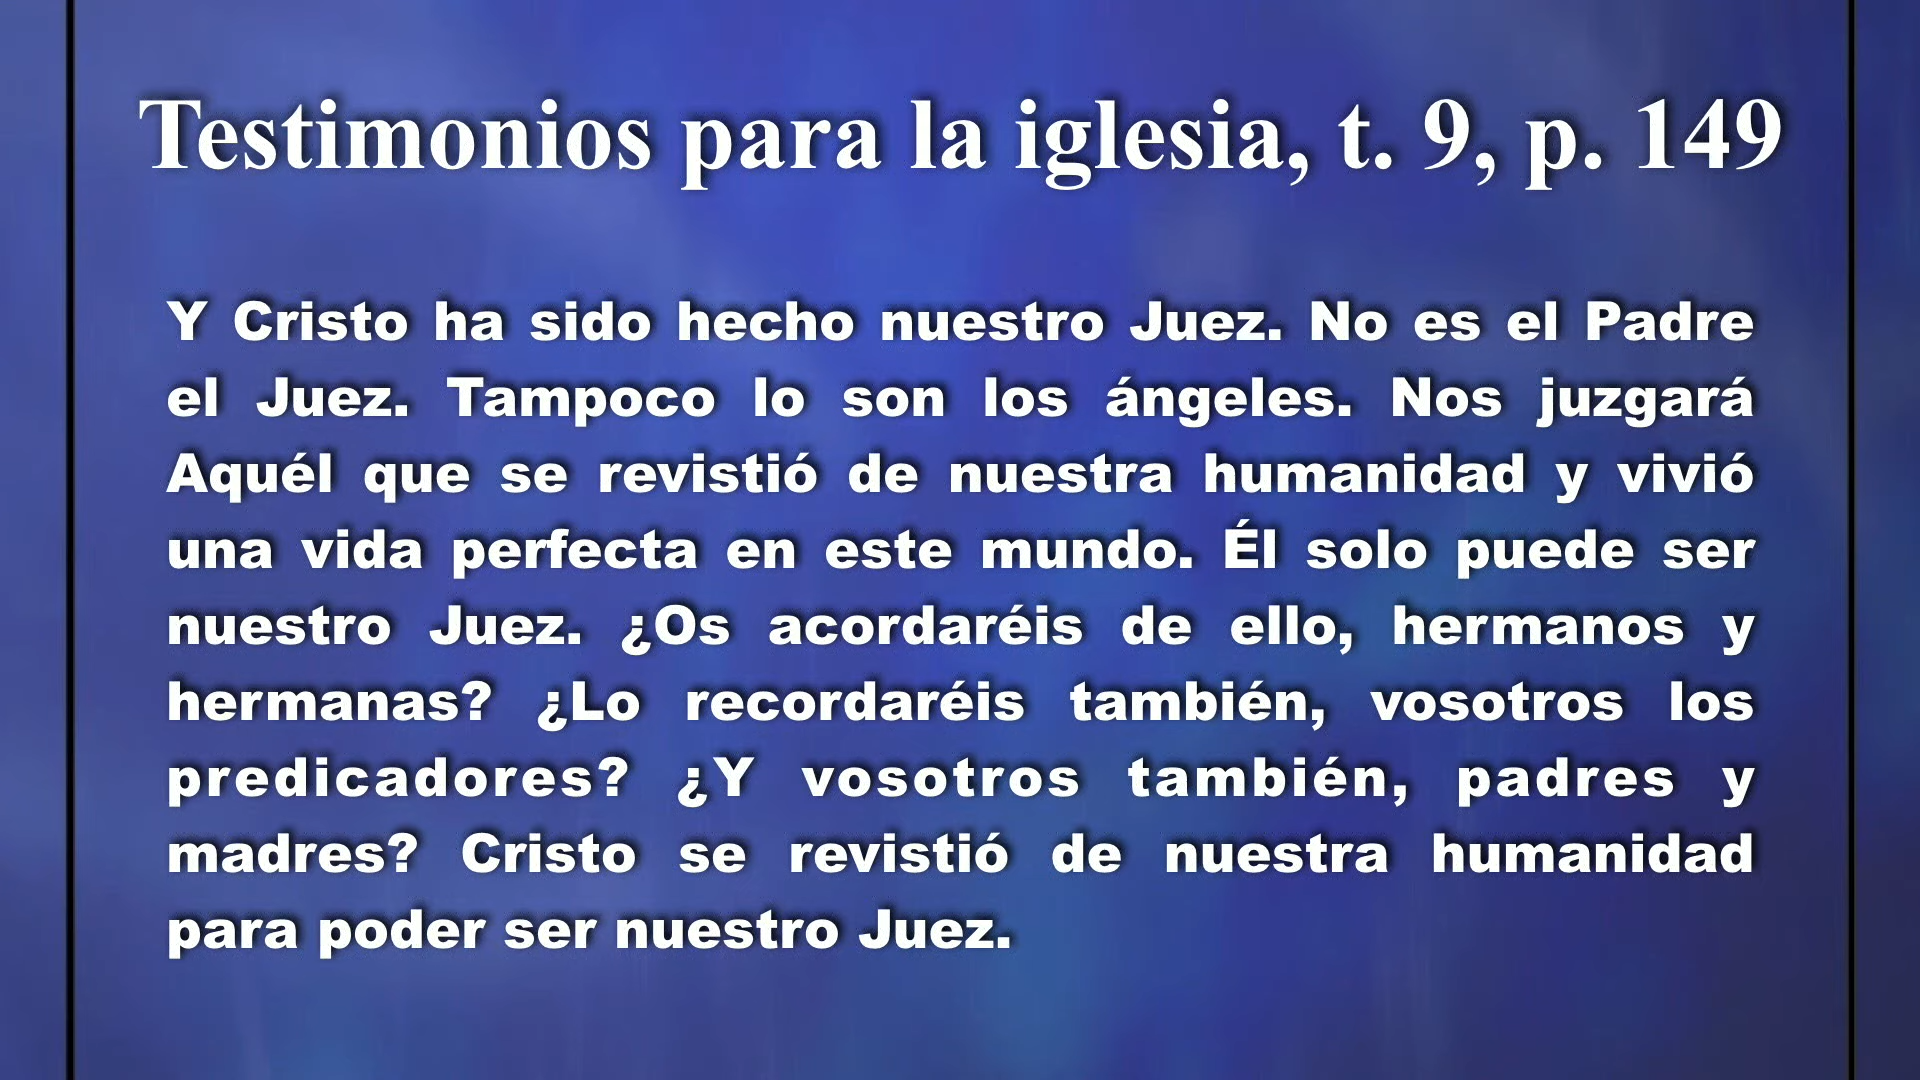 Testimonios para la iglesia, t. 9, p. 149
Y Cristo ha sido hecho nuestro Juez. No es el Padre
el Juez. Tampoco lo son los ángeles. Nos juzgará
Aquél que se revistió de nuestra humanidad y vivió
una vida perfecta en este mundo. Él solo puede ser
nuestro Juez. ¿Os acordaréis de ello, hermanos y
hermanas? ¿Lo recordaréis también, vosotros los
predicadores? ¿Y vosotros también, padres y
madres? Cristo se revistió de nuestra humanidad
para poder ser nuestro Juez.